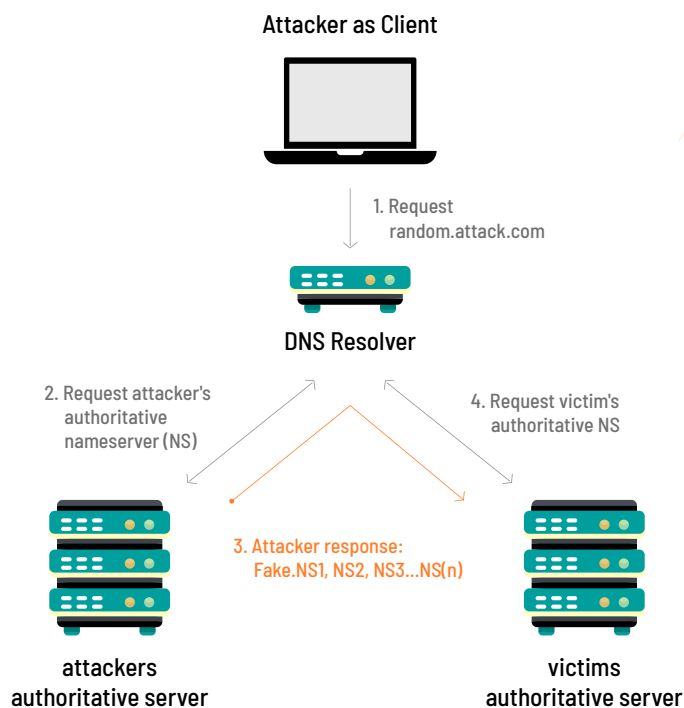 Attacker as Client
1. Request
random.attack.com
DNS Resolver
2. Request attacker's
authoritative
nameserver (NS)
4. Request victim's
authoritative NS
3. Attacker response:
Fake.NS1, NS2, NS3...NS(n)
attackers
authoritative server
victims
authoritative server